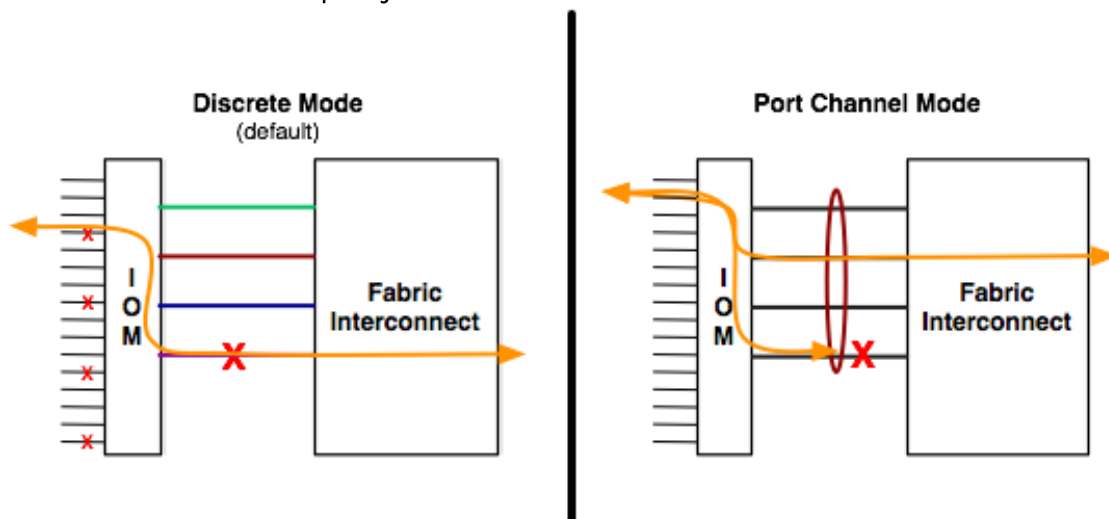 Discrete Mode
(default)
Port Channel Mode
I
O
M
Fabric
Interconnect
X
X
X
X
X
I
O
M
Fabric
Interconnect
X